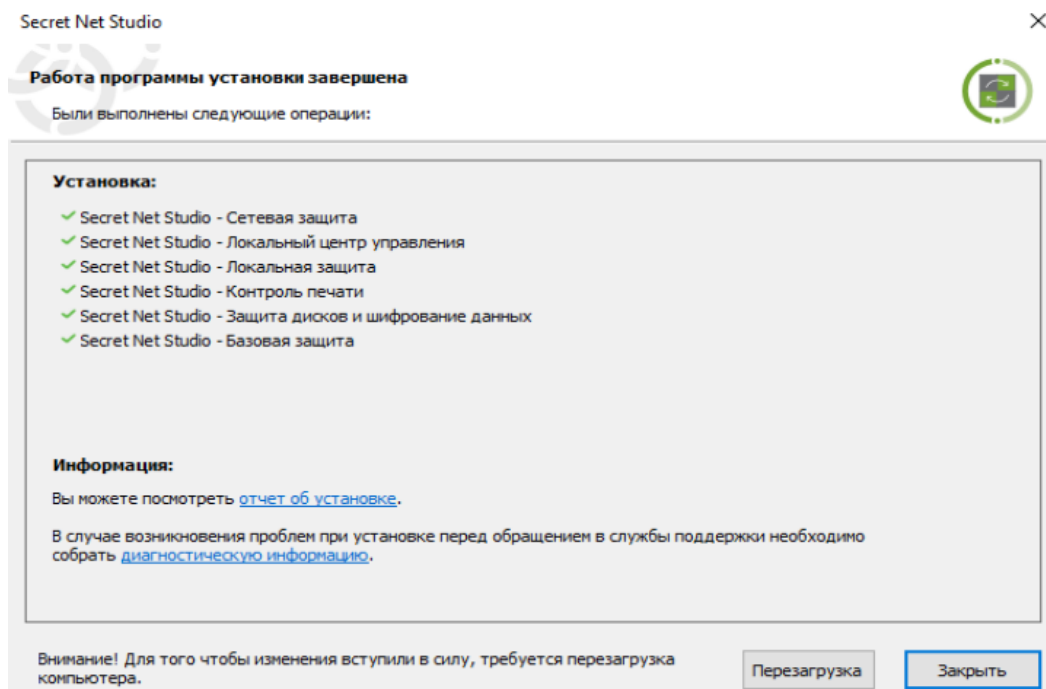 Secret Net Studio
Работа программы установки завершена
Были выполнены следующие операции:
Установка:
Secret Net Studio - Сетевая защита
Secret Net Studio - Локальный центр управления
Secret Net Studio - Локальная защита
Secret Net Studio - Контроль печати
Secret Net Studio - Защита дисков и шифрование данных
Secret Net Studio - Базовая защита
Информация:
Вы можете посмотреть отчет об установке.
В случае возникновения проблем при установке перед обращением в службы поддержки необходимо
собрать диагностическую информацию.
Внимание! Для того чтобы изменения вступили в силу, требуется перезагрузка
компьютера.
Перезагрузка
Закрыть